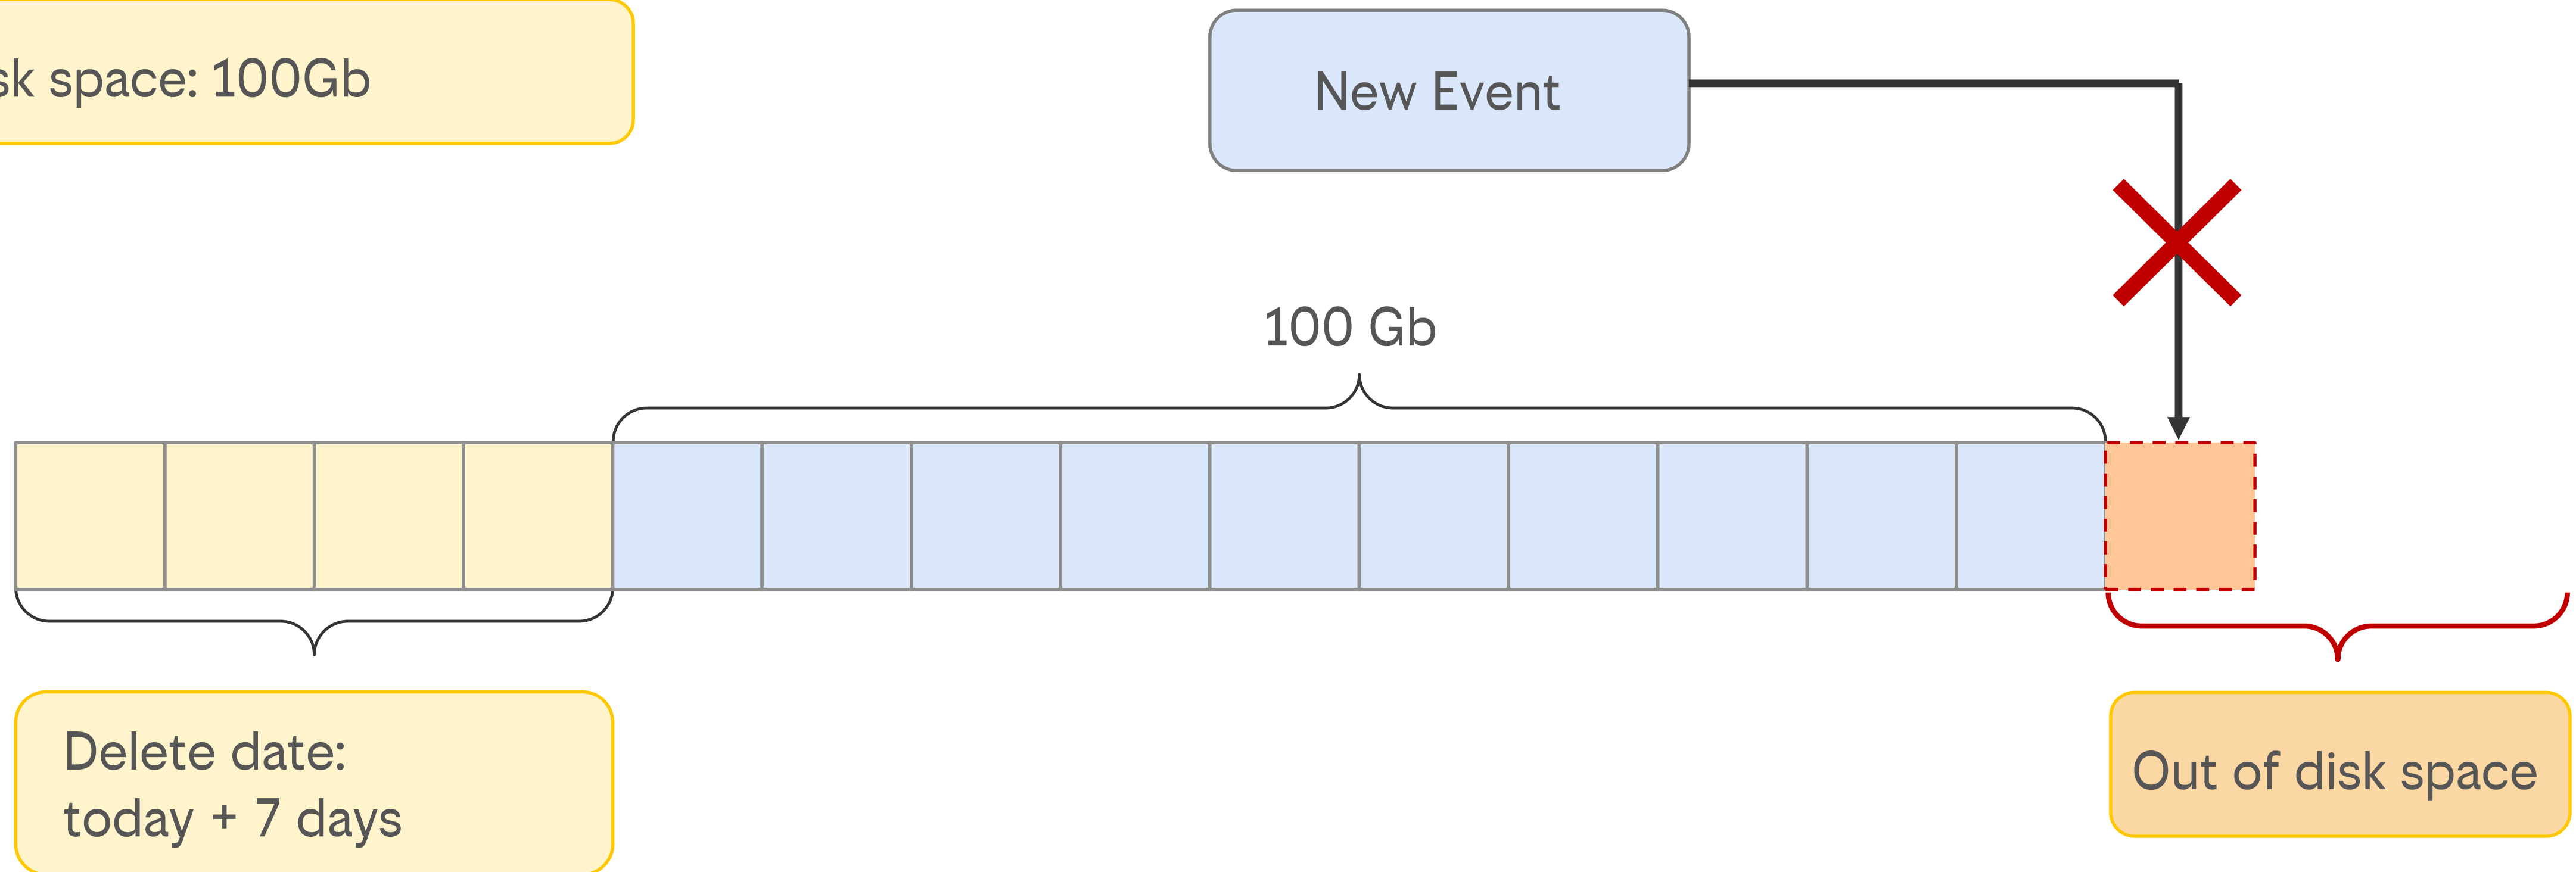 sk space: 100Gb
New Event
100 Gb
Delete date:
today + 7 days
Out of disk space